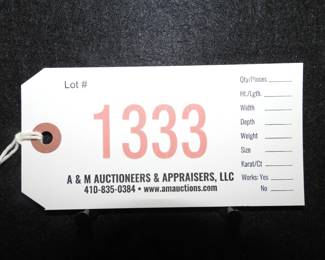 Lot #
1333
A & M AUCTIONEERS & APPRAISERS, LLC
410-835-0384 • www.amauctions.com
Qty/Pieces
Ht./Lgth.
Width
Depth
Weight
Size
Karat/Ct
Works: Yes
No